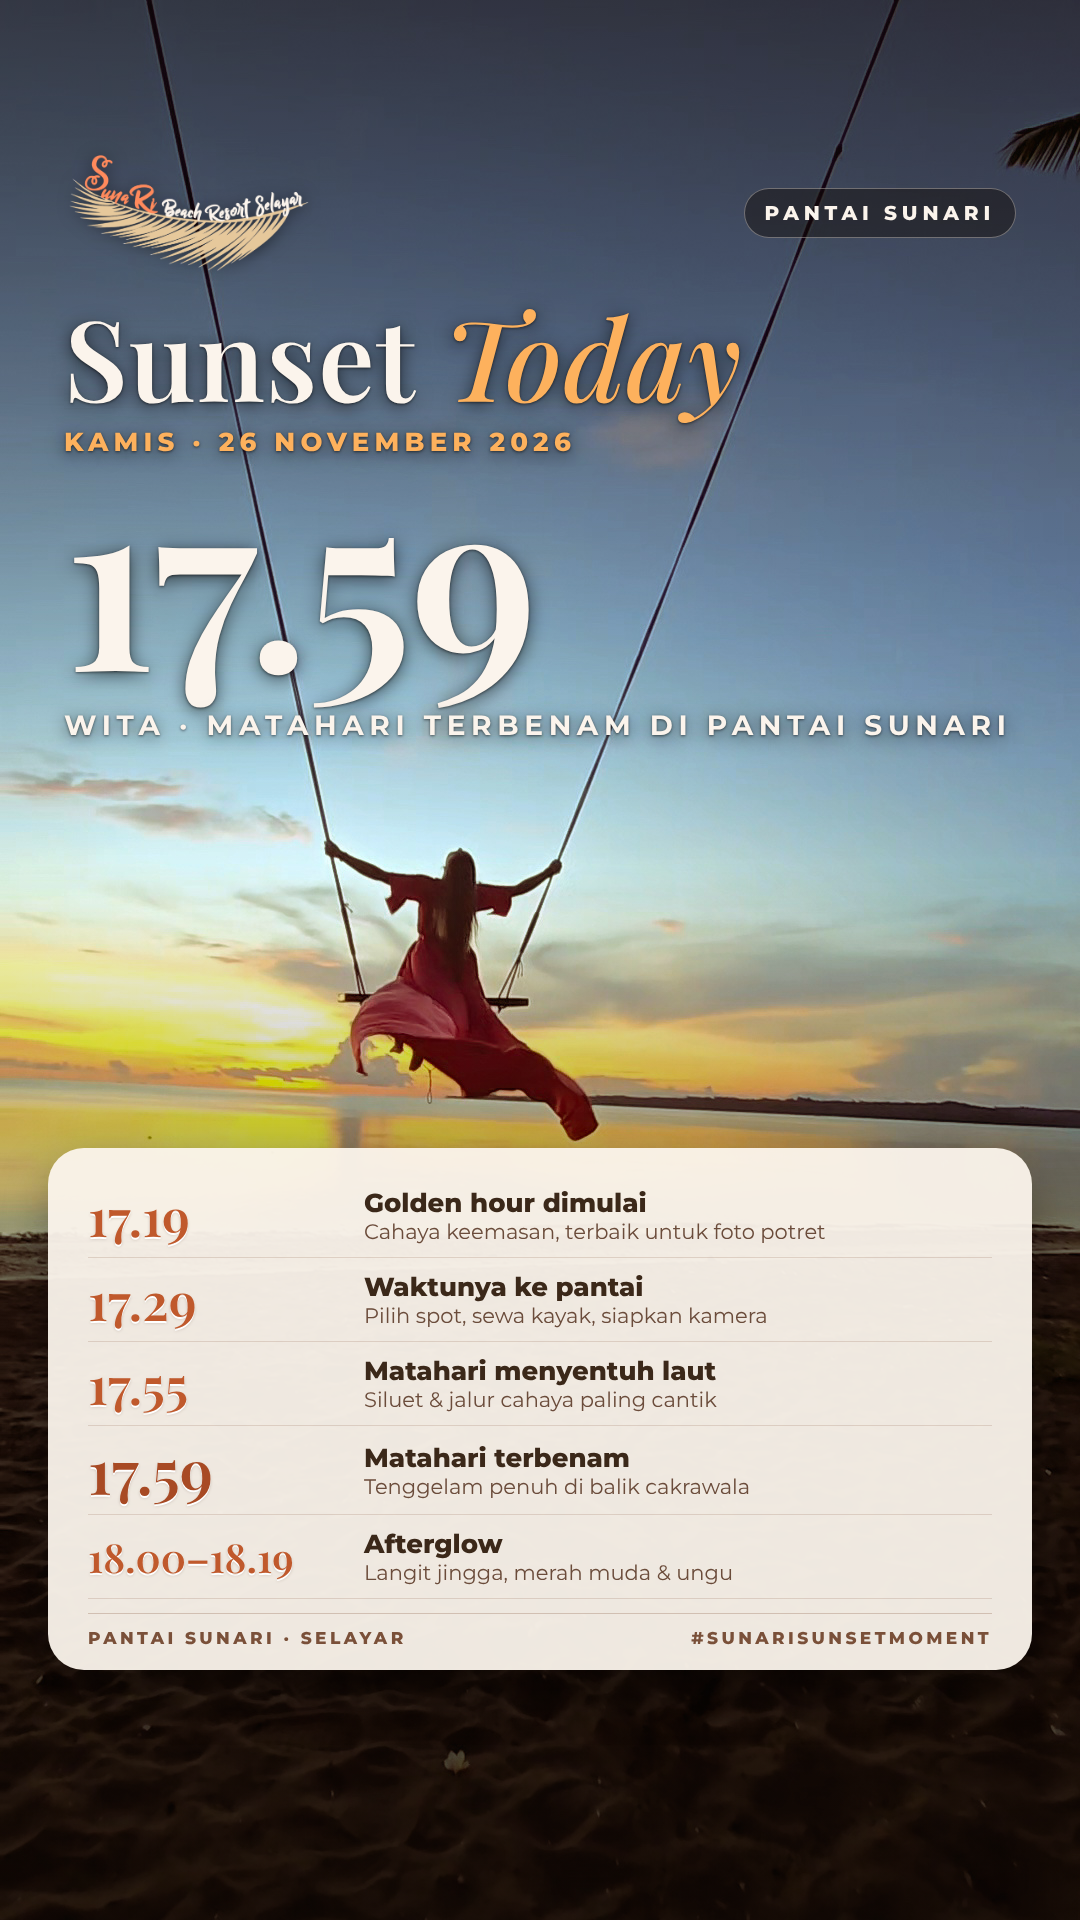 SunaRi Beach Resort Selayar
PANTAI SUNARI
Sunset Today
KAMIS · 26 NOVEMBER 2026
17.59
WITA · MATAHARI TERBENAM DI PANTAI SUNARI
17.19
Golden hour dimulai
Cahaya keemasan, terbaik untuk foto potret
17.29
Waktunya ke pantai
Pilih spot, sewa kayak, siapkan kamera
17.55
Matahari menyentuh laut
Siluet & jalur cahaya paling cantik
17.59
Matahari terbenam
Tenggelam penuh di balik cakrawala
18.00–18.19
Afterglow
Langit jingga, merah muda & ungu
PANTAI SUNARI · SELAYAR
#SUNARISUNSETMOMENT